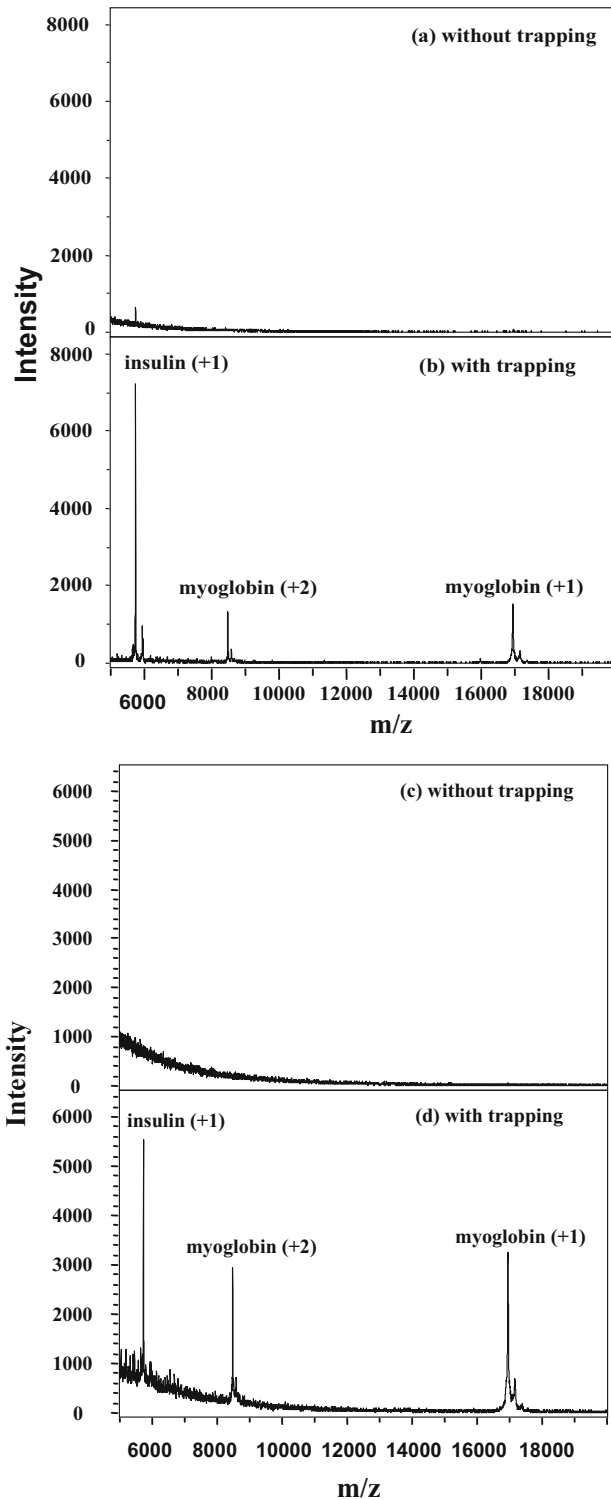 8000
(a) without trapping
6000
4000
2000
0
Intensity
insulin (+1)
(b) with trapping
8000
6000
4000
myoglobin (+2)
myoglobin (+1)
2000
0
6000 8000 10000 12000 14000 16000 18000
m/z
6000
(c) without trapping
5000
4000
3000
2000
1000
0
Intensity
insulin (+1)
(d) with trapping
6000
5000
4000
myoglobin (+2)
myoglobin (+1)
3000
2000
1000
0
6000 8000 10000 12000 14000 16000 18000
m/z